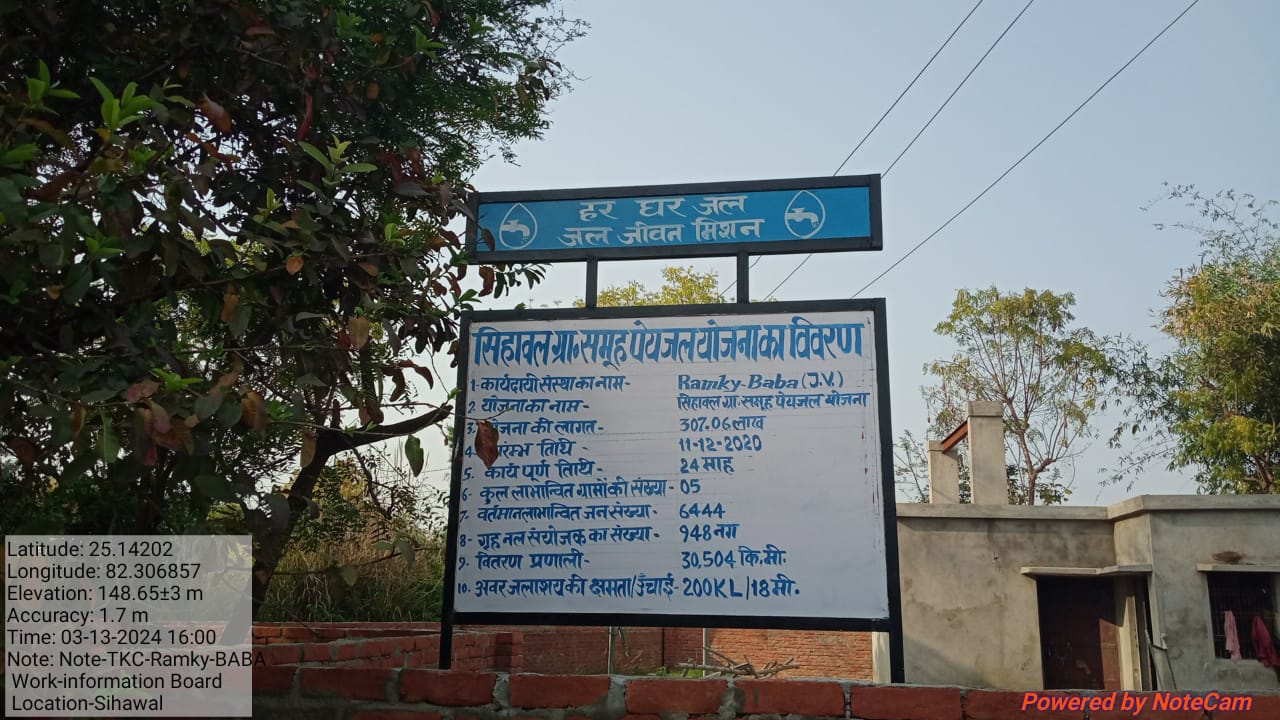 हर घर जल
जल जीवन मिशन
सिहावल ग्रा. समूह पेयजल योजना का विवरण
1- कार्यदायी संस्था का नाम- Ramky-Baba (J.V.)
2. योजना का नाम - सिहावल ग्रा. समूह पेयजल योजना
3. योजना की लागत- 307.06 लाख
4. रंम्भ तिथि - 11-12-2020
5. कार्य पूर्ण तिथि - 24 माह
6- कुल लाभान्वित ग्रामों की संख्या- 05
7. वर्तमान लाभान्वित जन संख्या- 6444
8- गृह नल संयोजक का संख्या- 948 नग
9- वितरण प्रणाली- 30,504 कि.मी.
10. अवर जलाशय की क्षमता/ऊँचाई- 200KL/18 मी.
Latitude: 25.14202
Longitude: 82.306857
Elevation: 148.65±3 m
Accuracy: 1.7 m
Time: 03-13-2024 16:00
Note: Note-TKC-Ramky-BABA
Work-information Board
Location-Sihawal
Powered by NoteCam